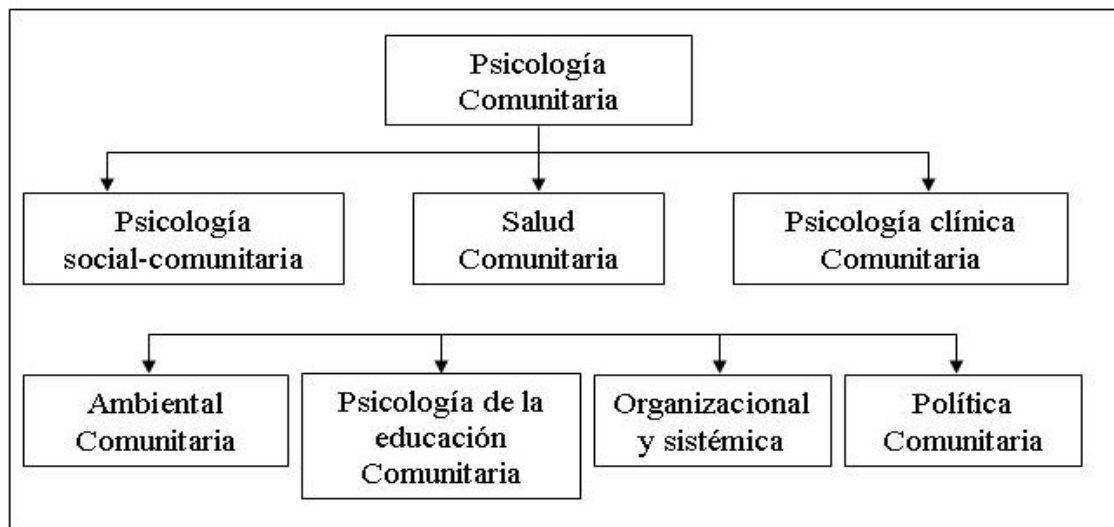 Psicología
Comunitaria
Psicología
social-comunitaria
Salud
Comunitaria
Psicología clínica
Comunitaria
Ambiental
Comunitaria
Psicología de la
educación
Comunitaria
Organizacional
y sistémica
Política
Comunitaria